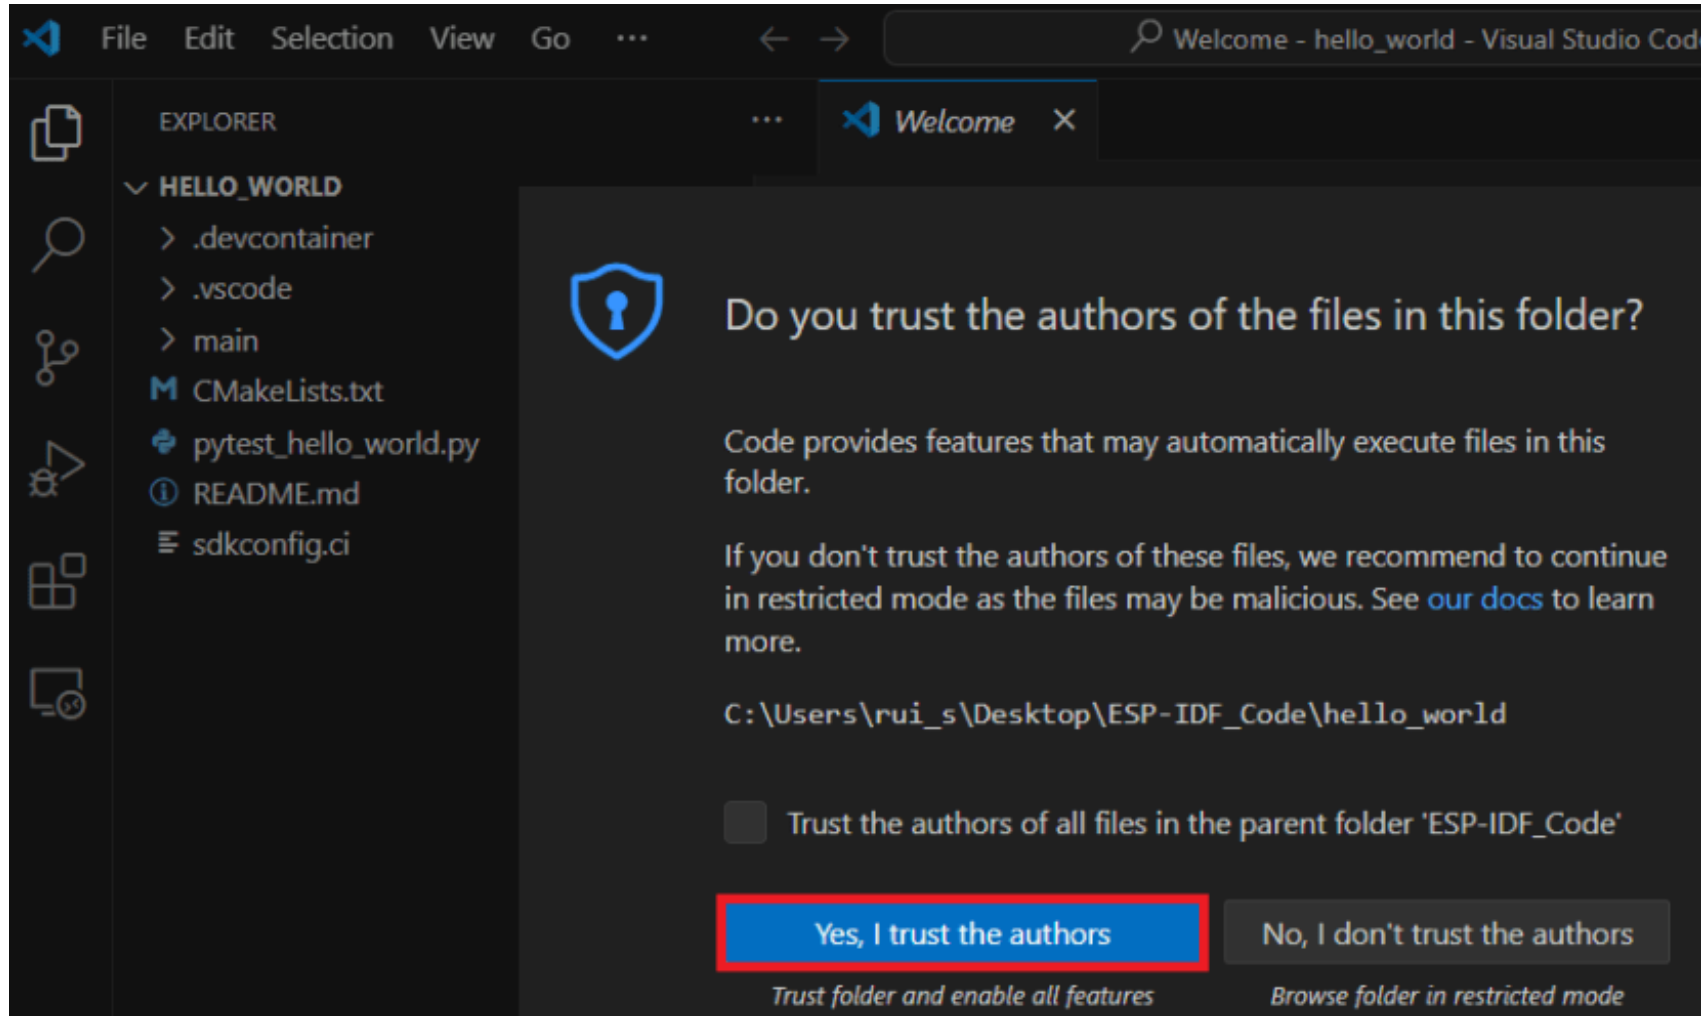 File Edit Selection View Go ···
Welcome - hello_world - Visual Studio Cod
EXPLORER ···
Welcome
HELLO_WORLD
.devcontainer
.vscode
main
CMakeLists.txt
pytest_hello_world.py
README.md
sdkconfig.ci
Do you trust the authors of the files in this folder?
Code provides features that may automatically execute files in this
folder.
If you don't trust the authors of these files, we recommend to continue
in restricted mode as the files may be malicious. See our docs to learn
more.
C:\Users\rui_s\Desktop\ESP-IDF_Code\hello_world
Trust the authors of all files in the parent folder 'ESP-IDF_Code'
Yes, I trust the authors
No, I don't trust the authors
Trust folder and enable all features
Browse folder in restricted mode